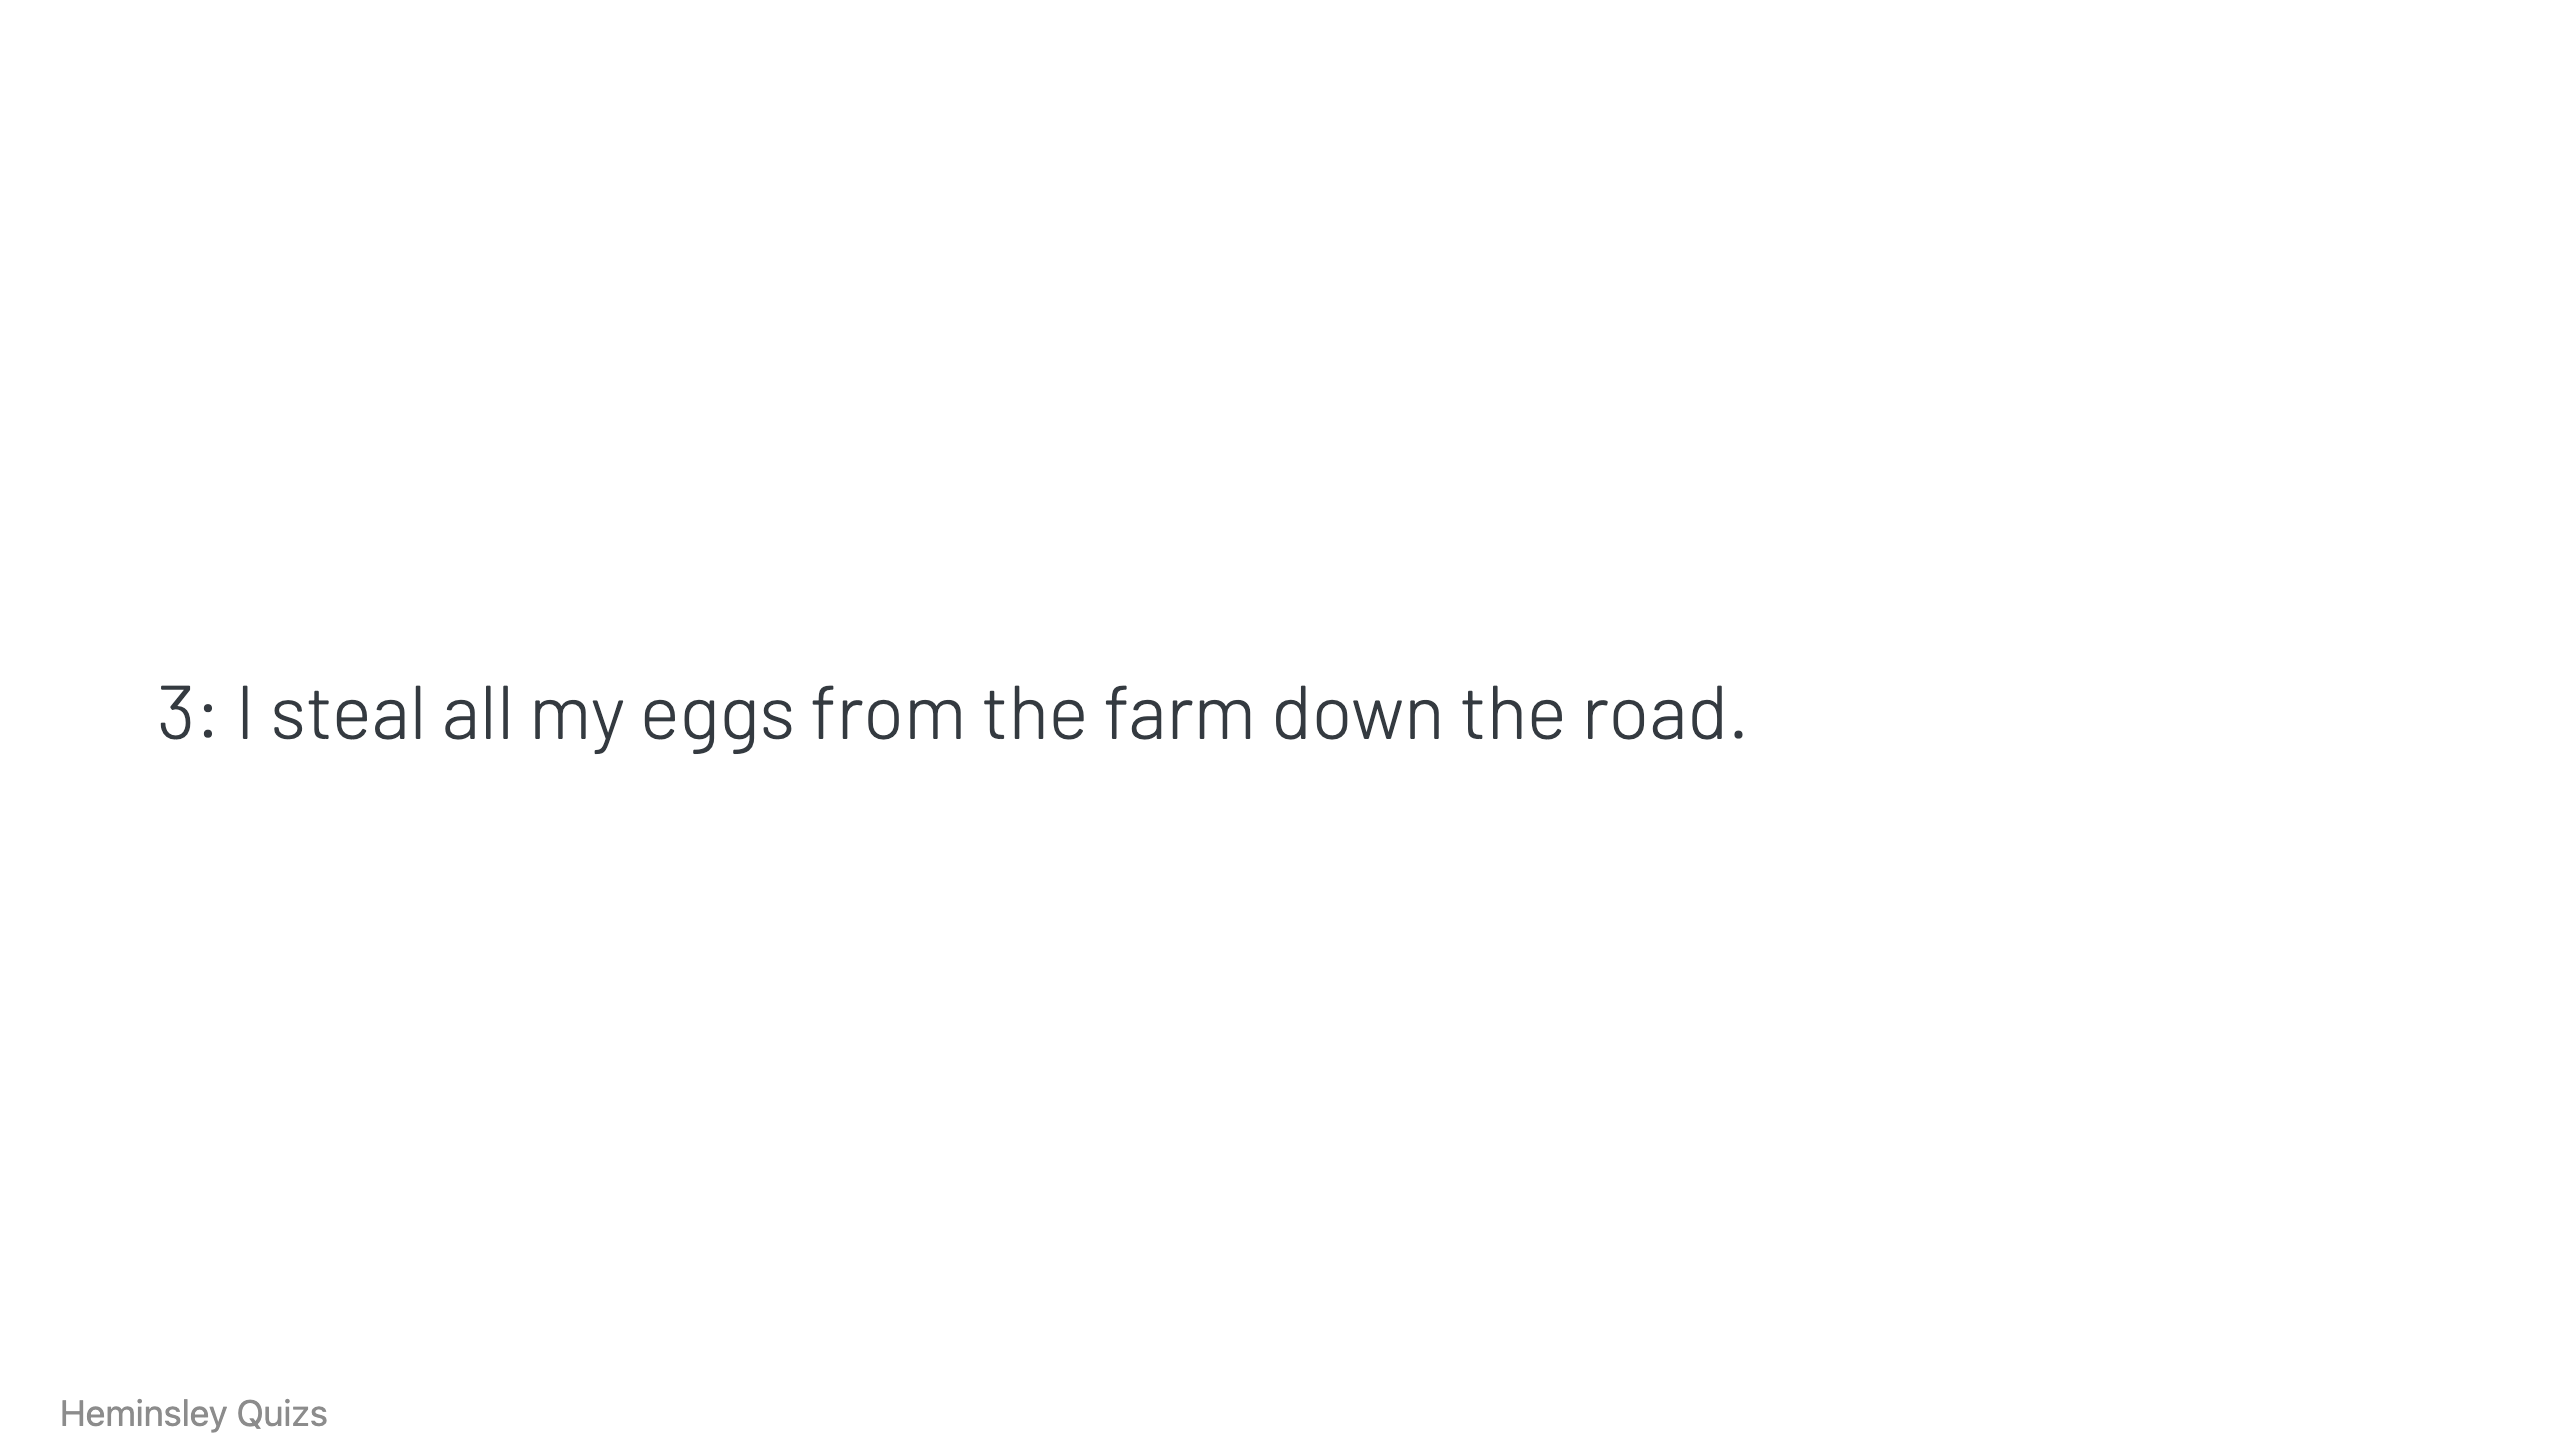 3: I steal all my eggs from the farm down the road.
Heminsley Quizs